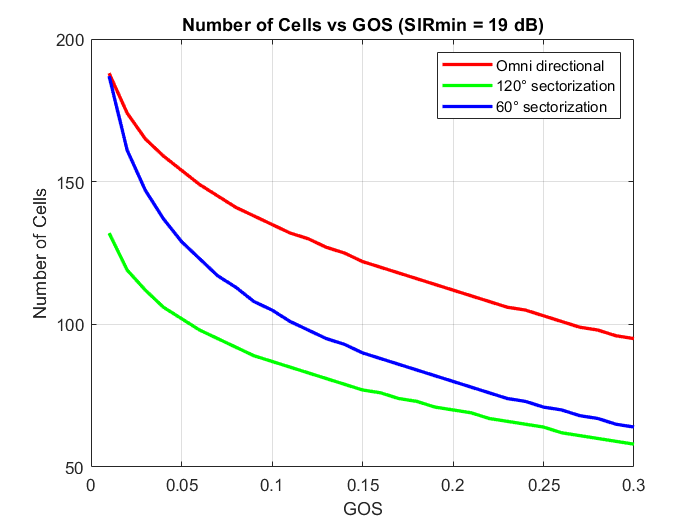 Number of Cells vs GOS (SIRmin = 19 dB)
Omni directional
120° sectorization
60° sectorization
200
150
100
50
Number of Cells
0
0.05
0.1
0.15
0.2
0.25
0.3
GOS